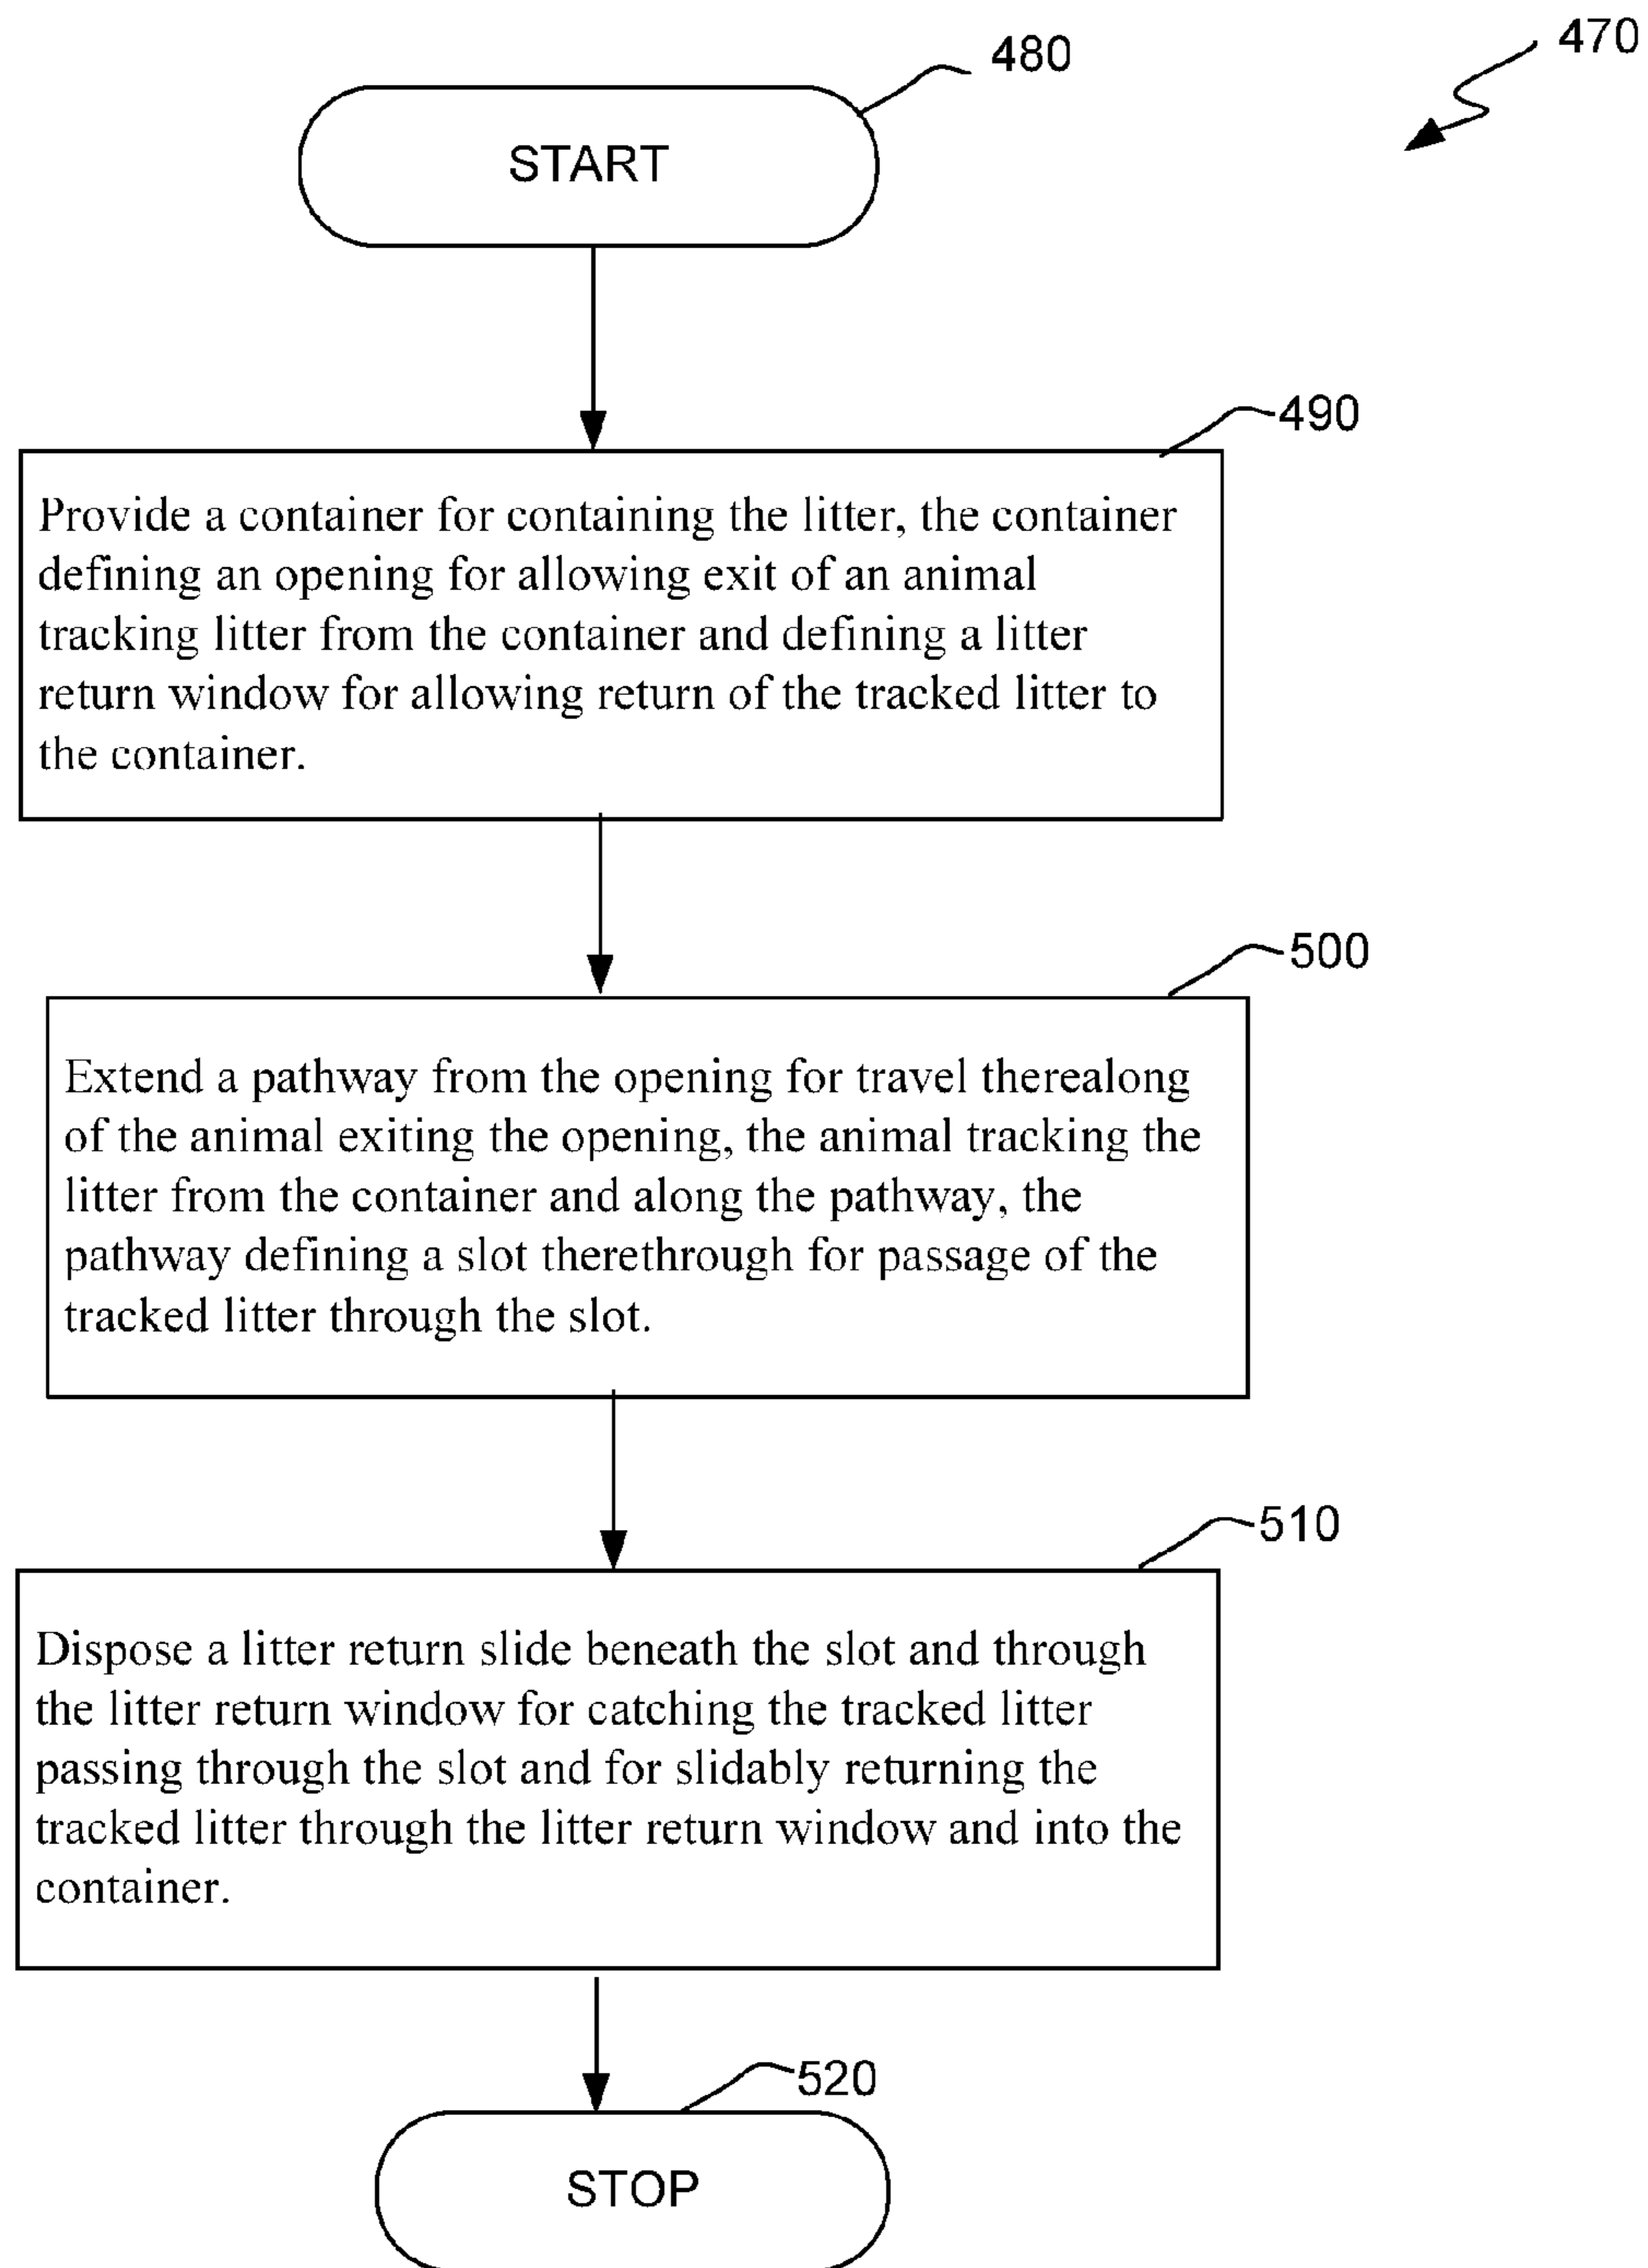 470
480
START
490
Provide a container for containing the litter, the container
defining an opening for allowing exit of an animal
tracking litter from the container and defining a litter
return window for allowing return of the tracked litter to
the container.
500
Extend a pathway from the opening for travel therealong
of the animal exiting the opening, the animal tracking the
litter from the container and along the pathway, the
pathway defining a slot therethrough for passage of the
tracked litter through the slot.
510
Dispose a litter return slide beneath the slot and through
the litter return window for catching the tracked litter
passing through the slot and for slidably returning the
tracked litter through the litter return window and into the
container.
520
STOP